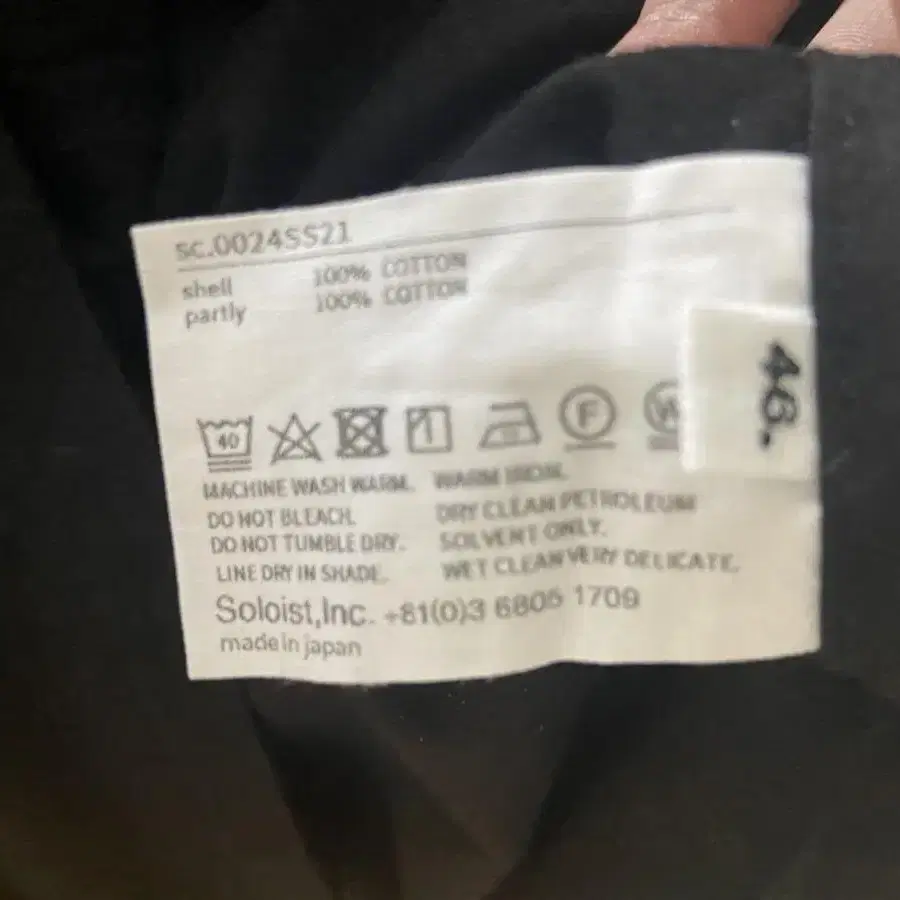 sc.0024SS21
shell 100% COTTON
partly 100% COTTON
46.
40 F W
MACHINE WASH WARM. WARM IRON.
DO NOT BLEACH. DRY CLEAN PETROLEUM
DO NOT TUMBLE DRY. SOLVENT ONLY.
LINE DRY IN SHADE. WET CLEAN VERY DELICATE.
Soloist,Inc. +81(0)3 6805 1709
made in japan